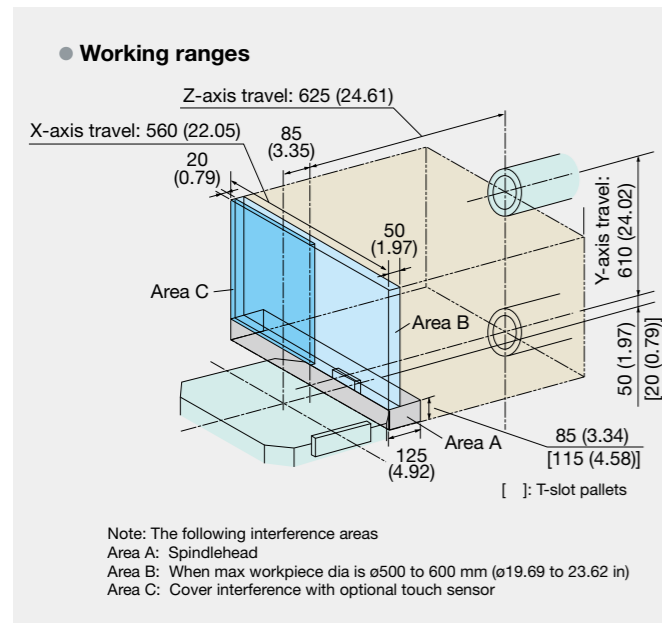 Working ranges
Z-axis travel: 625 (24.61)
X-axis travel: 560 (22.05)
85
(3.35)
20
(0.79)
50
(1.97)
Y-axis travel:
610 (24.02)
Area C
Area B
50 (1.97)
[20 (0.79)]
Area A
85 (3.34)
[115 (4.58)]
125
(4.92)
[ ]: T-slot pallets
Note: The following interference areas
Area A: Spindlehead
Area B: When max workpiece dia is ø500 to 600 mm (ø19.69 to 23.62 in)
Area C: Cover interference with optional touch sensor